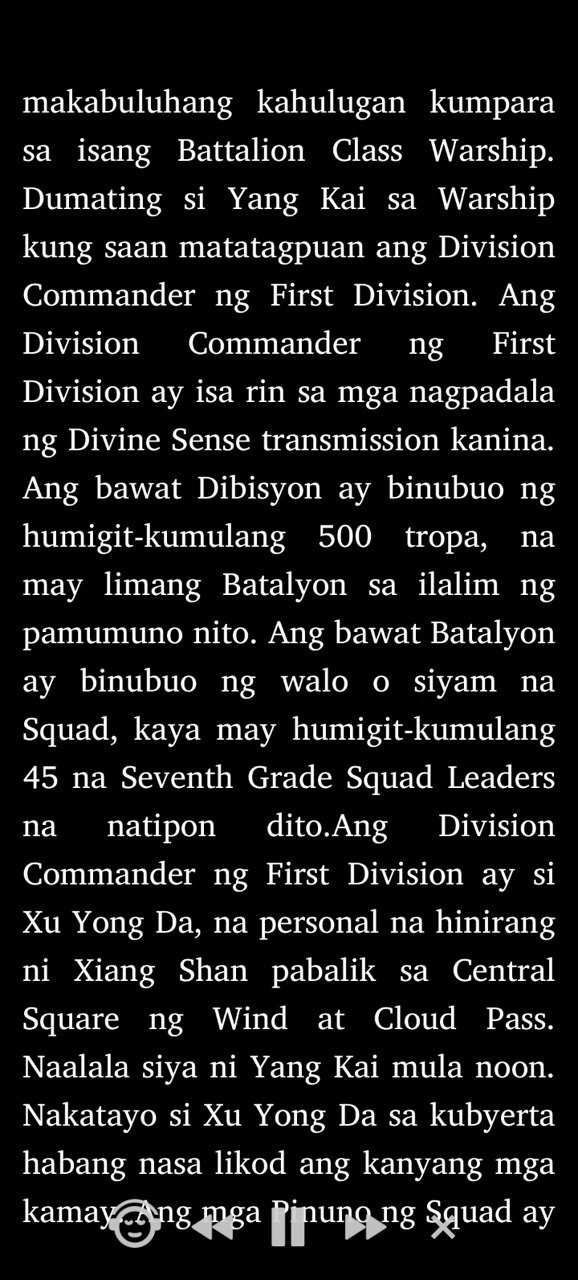 makabuluhang kahulugan kumpara
sa isang Battalion Class Warship.
Dumating si Yang Kai sa Warship
kung saan matatagpuan ang Division
Commander ng First Division. Ang
Division Commander ng First
Division ay isa rin sa mga nagpadala
ng Divine Sense transmission kanina.
Ang bawat Dibisyon ay binubuo ng
humigit-kumulang 500 tropa, na
may limang Batalyon sa ilalim ng
pamumuno nito. Ang bawat Batalyon
ay binubuo ng walo o siyam na
Squad, kaya may humigit-kumulang
45 na Seventh Grade Squad Leaders
na natipon dito.Ang Division
Commander ng First Division ay si
Xu Yong Da, na personal na hinirang
ni Xiang Shan pabalik sa Central
Square ng Wind at Cloud Pass.
Naalala siya ni Yang Kai mula noon.
Nakatayo si Xu Yong Da sa kubyerta
habang nasa likod ang kanyang mga
kamay. Ang mga Pinuno ng Squad ay